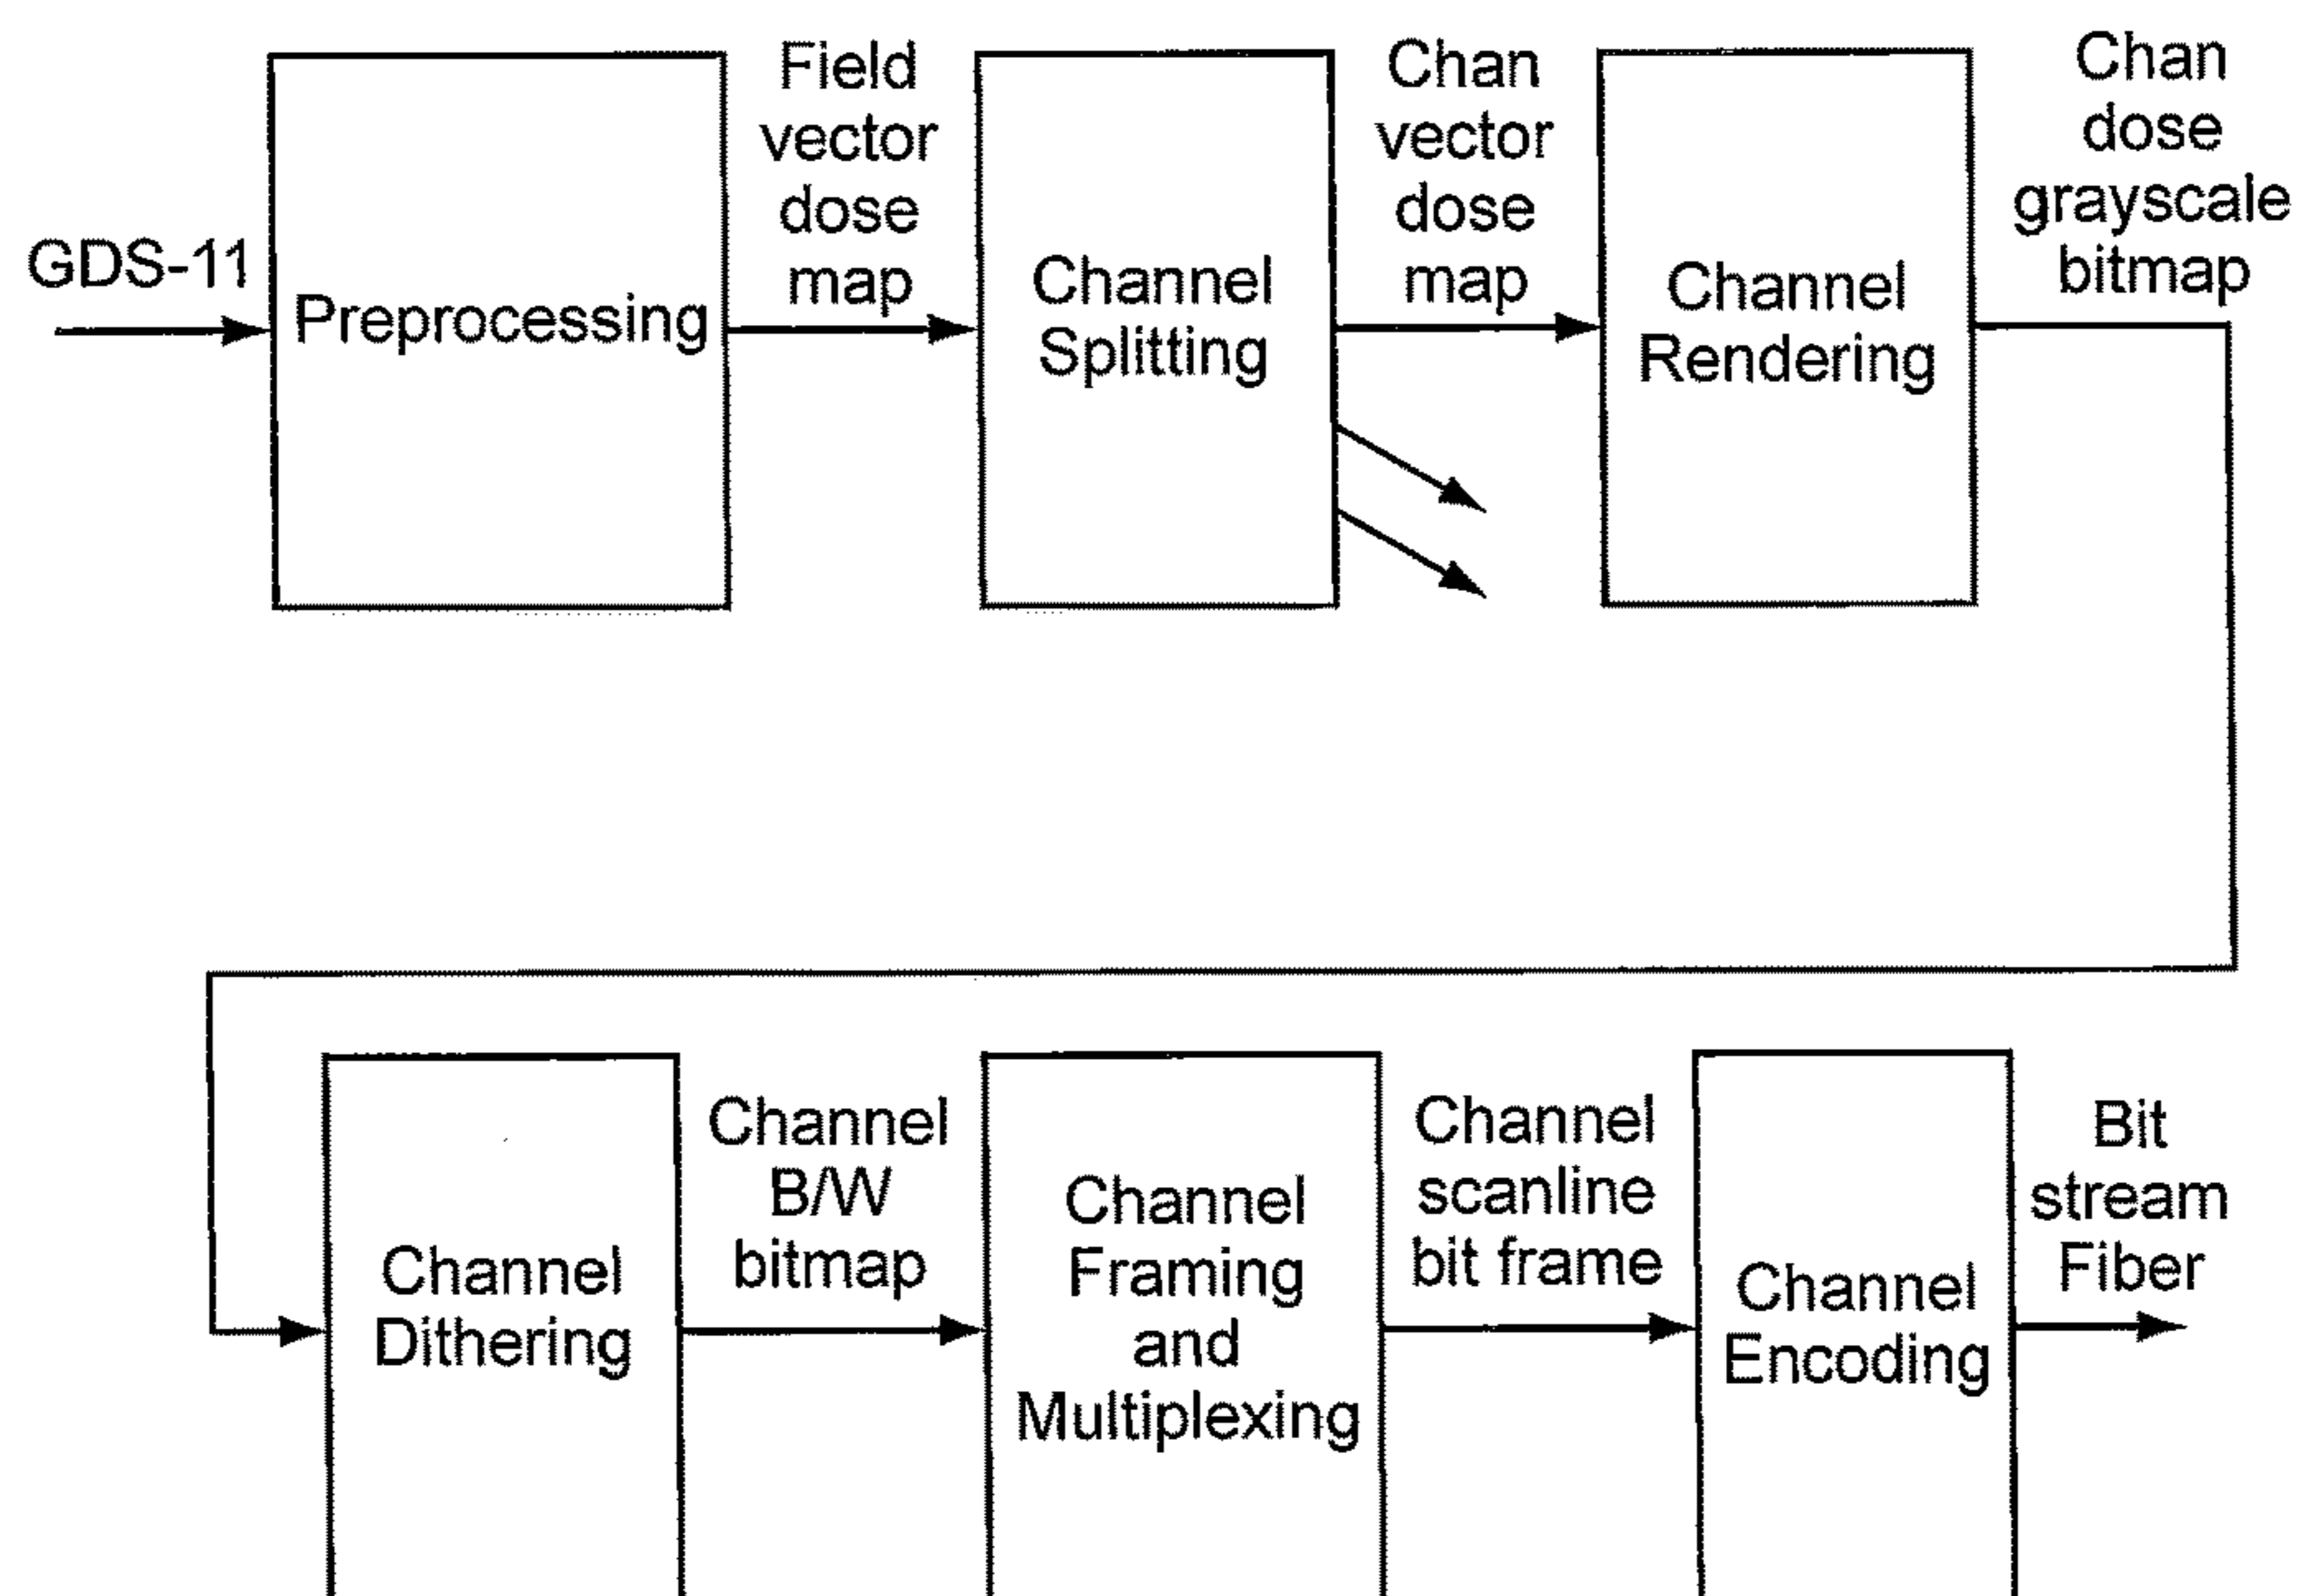 GDS-11
Preprocessing
Field
vector
dose
map
Channel
Splitting
Chan
vector
dose
map
Channel
Rendering
Chan
dose
grayscale
bitmap
Channel
Dithering
Channel
B/W
bitmap
Channel
Framing
and
Multiplexing
Channel
scanline
bit frame
Channel
Encoding
Bit
stream
Fiber